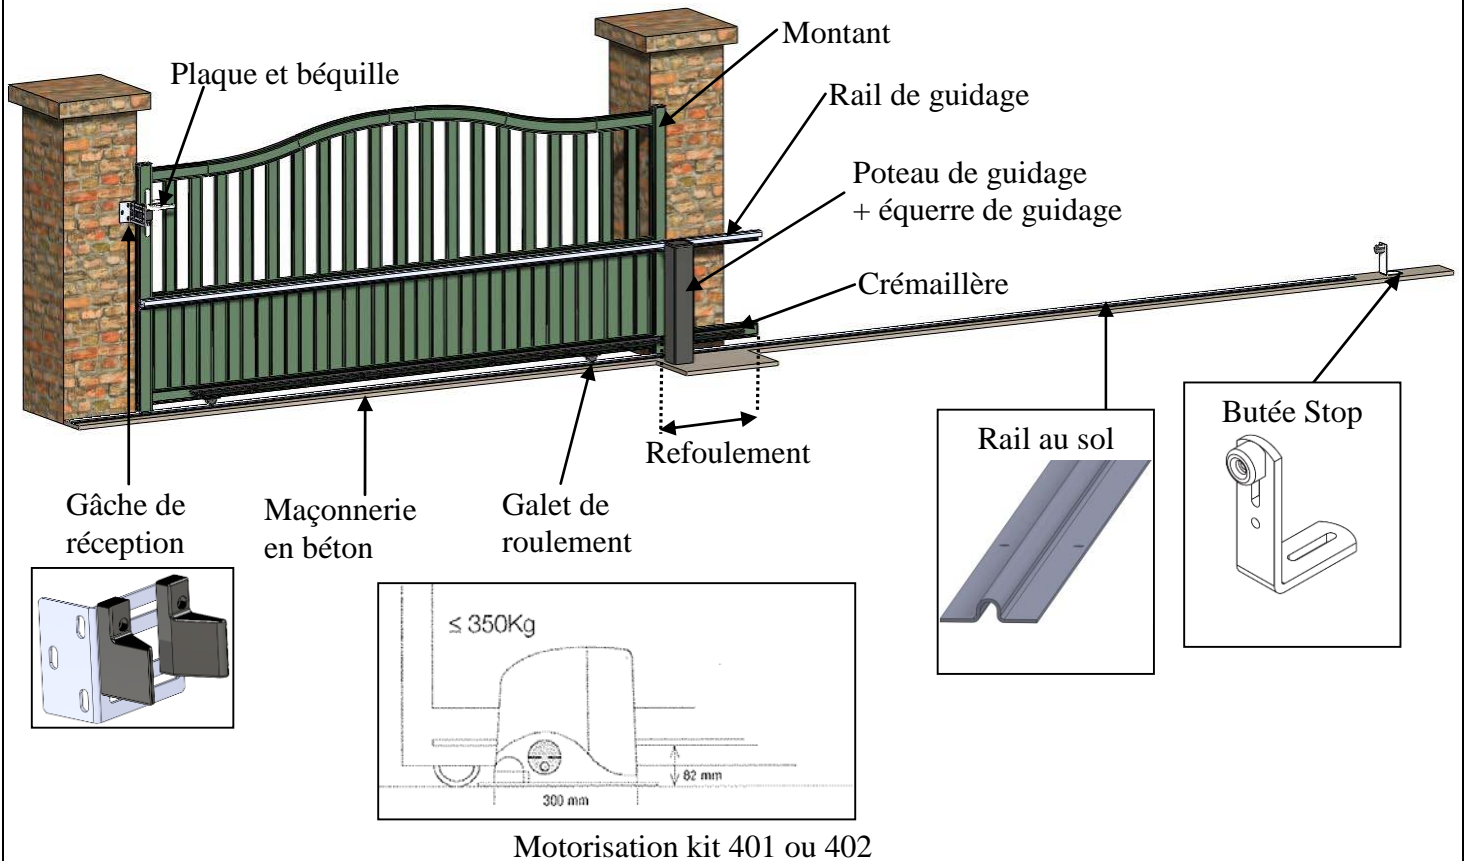 Montant
Plaque et béquille
Rail de guidage
Poteau de guidage
+ équerre de guidage
Crémaillère
Refoulement
Rail au sol
Butée Stop
Gâche de
réception
Maçonnerie
en béton
Galet de
roulement
≤ 350Kg
82 mm
300 mm
Motorisation kit 401 ou 402